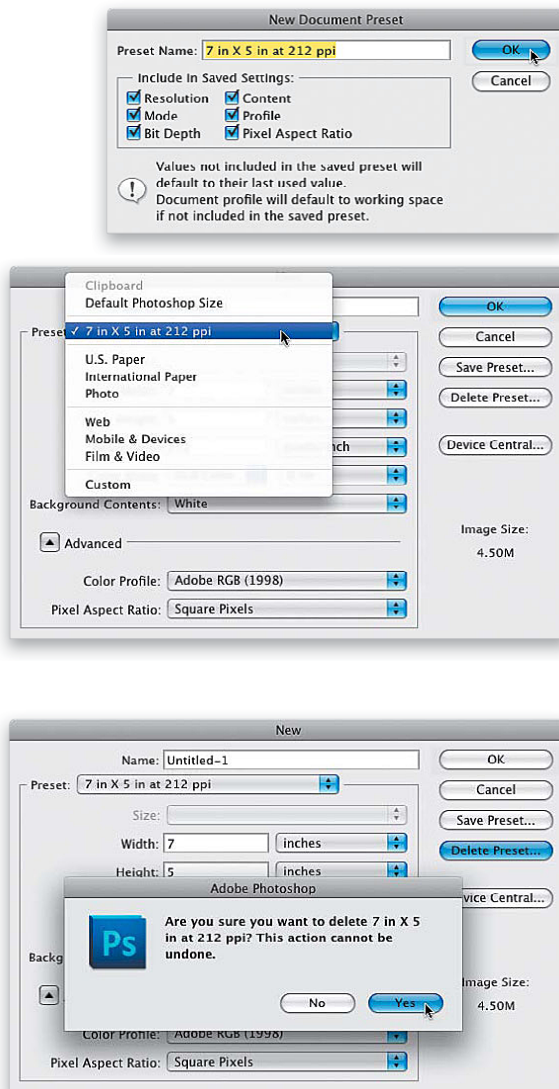 New Document Preset
Preset Name: 7 in X 5 in at 212 ppi
OK
Include In Saved Settings:
Cancel
Resolution Content
Mode Profile
Bit Depth Pixel Aspect Ratio
Values not included in the saved preset will
default to their last used value.
Document profile will default to working space
if not included in the saved preset.
Clipboard
Default Photoshop Size
OK
Preset
7 in X 5 in at 212 ppi
Cancel
U.S. Paper
Save Preset...
International Paper
Photo
Delete Preset...
Web
Mobile & Devices
Device Central...
Film & Video
Custom
Background Contents: White
Image Size:
4.50M
Advanced
Color Profile: Adobe RGB (1998)
Pixel Aspect Ratio: Square Pixels
New
Name: Untitled-1
OK
Preset: 7 in X 5 in at 212 ppi
Cancel
Size:
Save Preset...
Width: 7 inches
Delete Preset...
Height: 5 inches
Adobe Photoshop
vice Central...
Are you sure you want to delete 7 in X 5
in at 212 ppi? This action cannot be
undone.
Ps
Backg
Image Size:
No Yes
4.50M
Color Profile: Adobe RGB (1998)
Pixel Aspect Ratio: Square Pixels